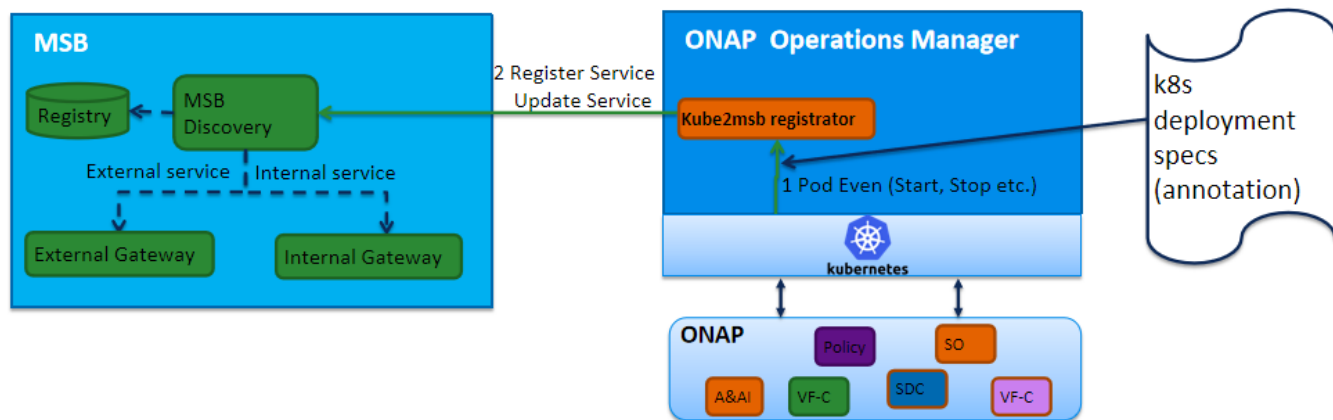 MSB
Registry
MSB
Discovery
External service
Internal service
External Gateway
Internal Gateway
2 Register Service
Update Service
ONAP Operations Manager
Kube2msb registrator
1 Pod Even (Start, Stop etc.)
kubernetes
k8s
deployment
specs
(annotation)
ONAP
Policy
SO
A&AI
VF-C
SDC
VF-C